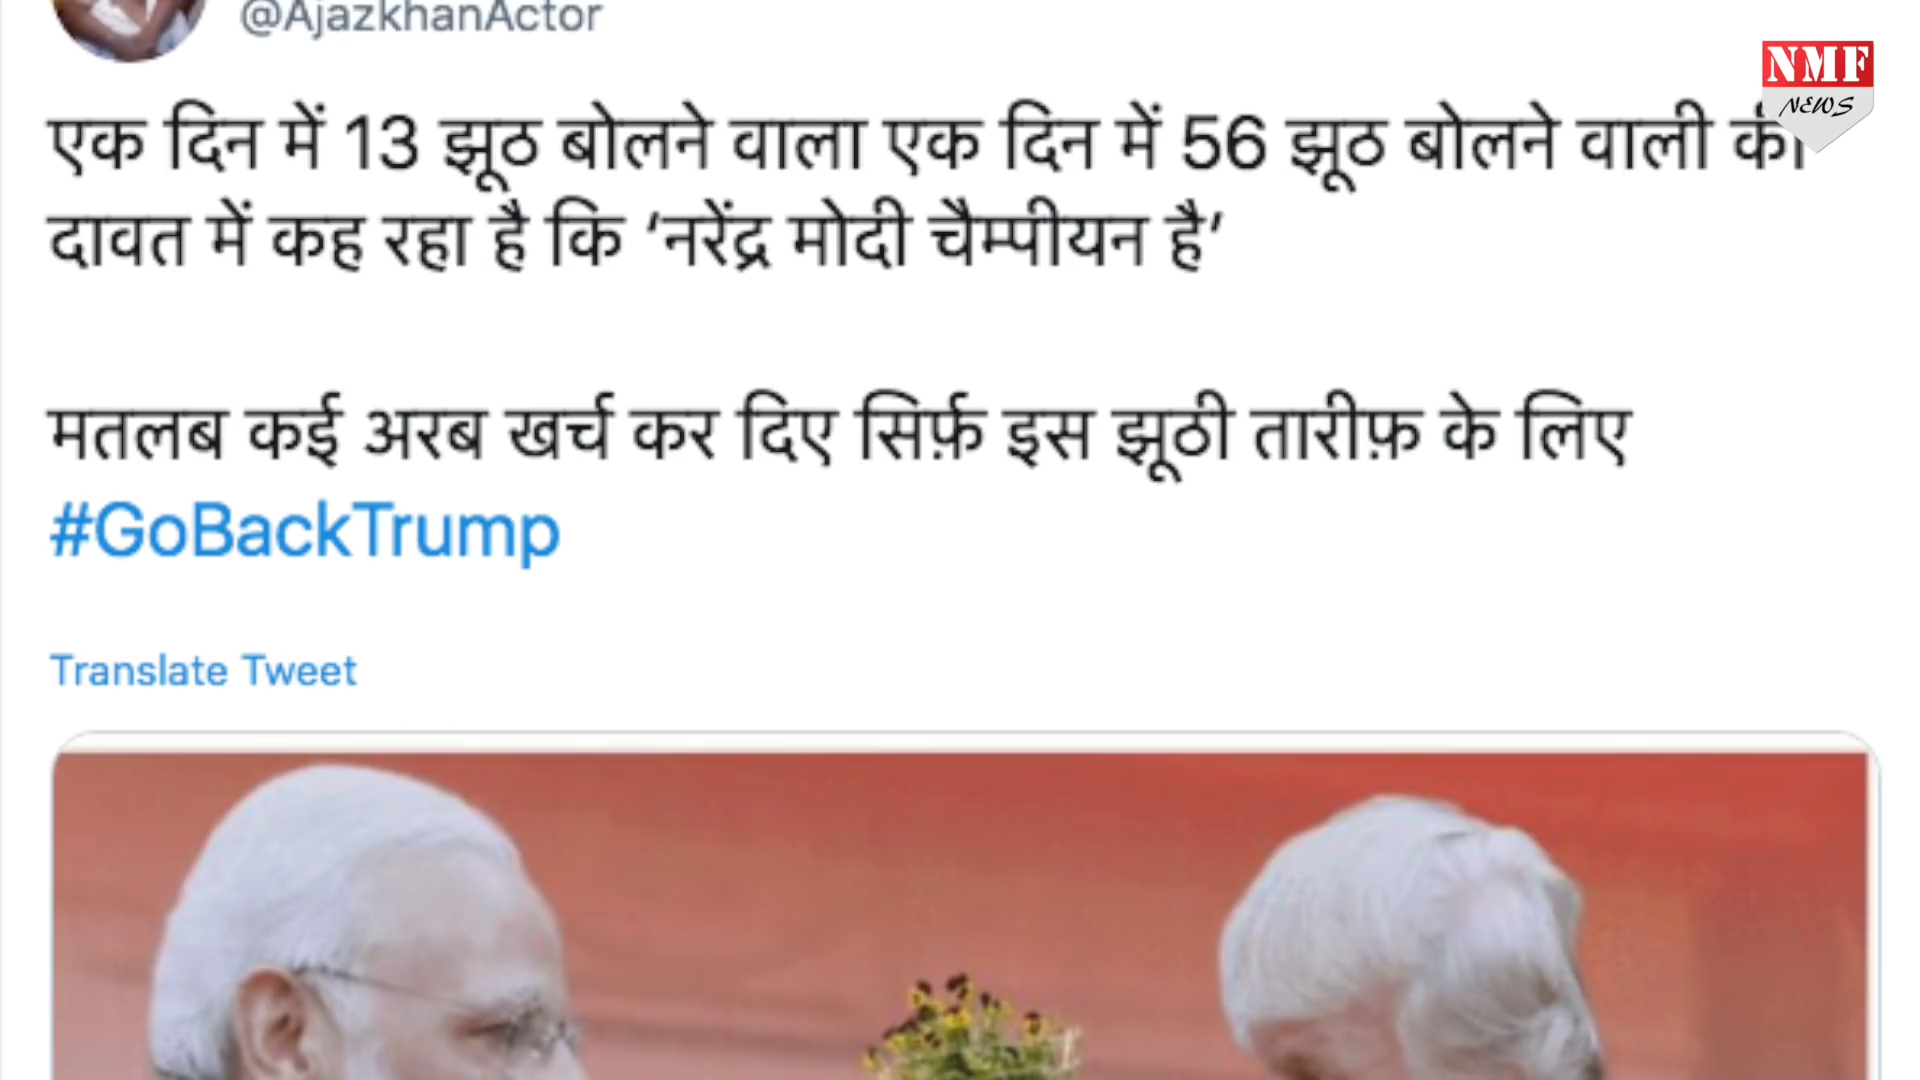 @AjazkhanActor
NMF
NEWS
एक दिन में 13 झूठ बोलने वाला एक दिन में 56 झूठ बोलने वाली की
दावत में कह रहा है कि ‘नरेंद्र मोदी चैम्पीयन है’
मतलब कई अरब खर्च कर दिए सिर्फ़ इस झूठी तारीफ़ के लिए
#GoBackTrump
Translate Tweet